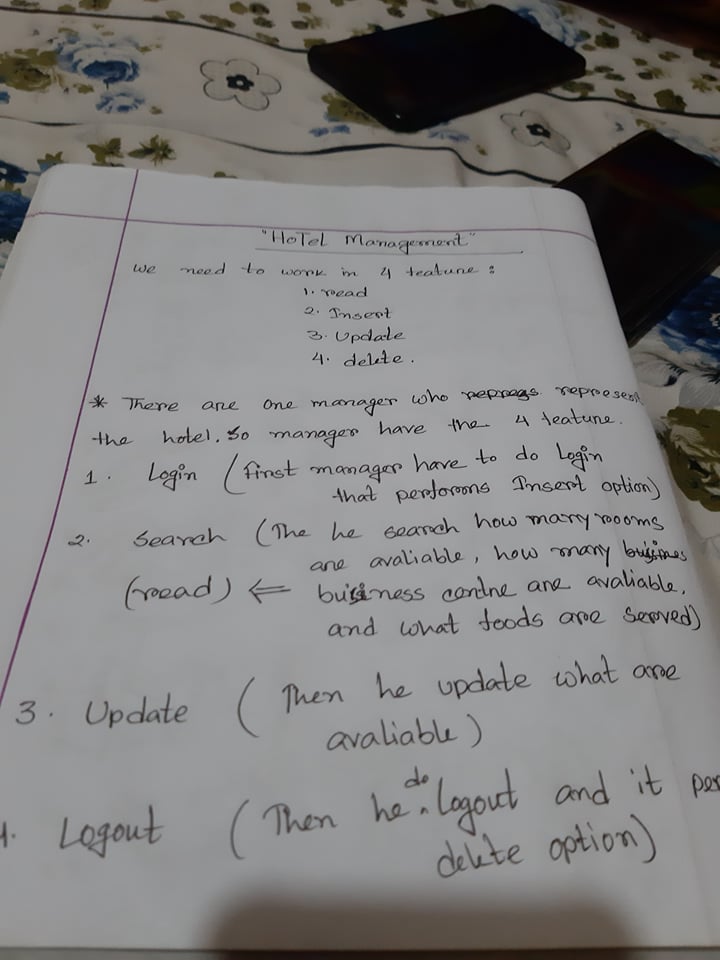 "HoTel Management"
We need to work in 4 feature :
1. read
2. Insert
3. Update
4. delete.
* There are one manager who represent
the hotel. So manager have the 4 feature.
1. Login (first manager have to do Login
that performs Insert option)
2. Search (The he search how many rooms
are avaliable, how many
(read) ⇐ business centre are avaliable,
and what foods are served)
3. Update (Then he update what are
avaliable)
4. Logout (Then he do logout and it per
delete option)